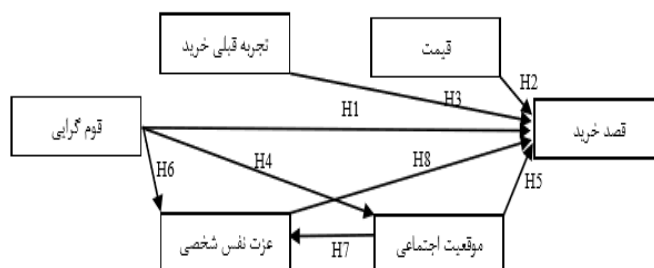 تجربه قبلی خرید
قیمت
H2
H3
قصد خرید
H1
قوم گرایی
H8
H4
H6
H5
عزت نفس شخصی
H7
موقعیت اجتماعی